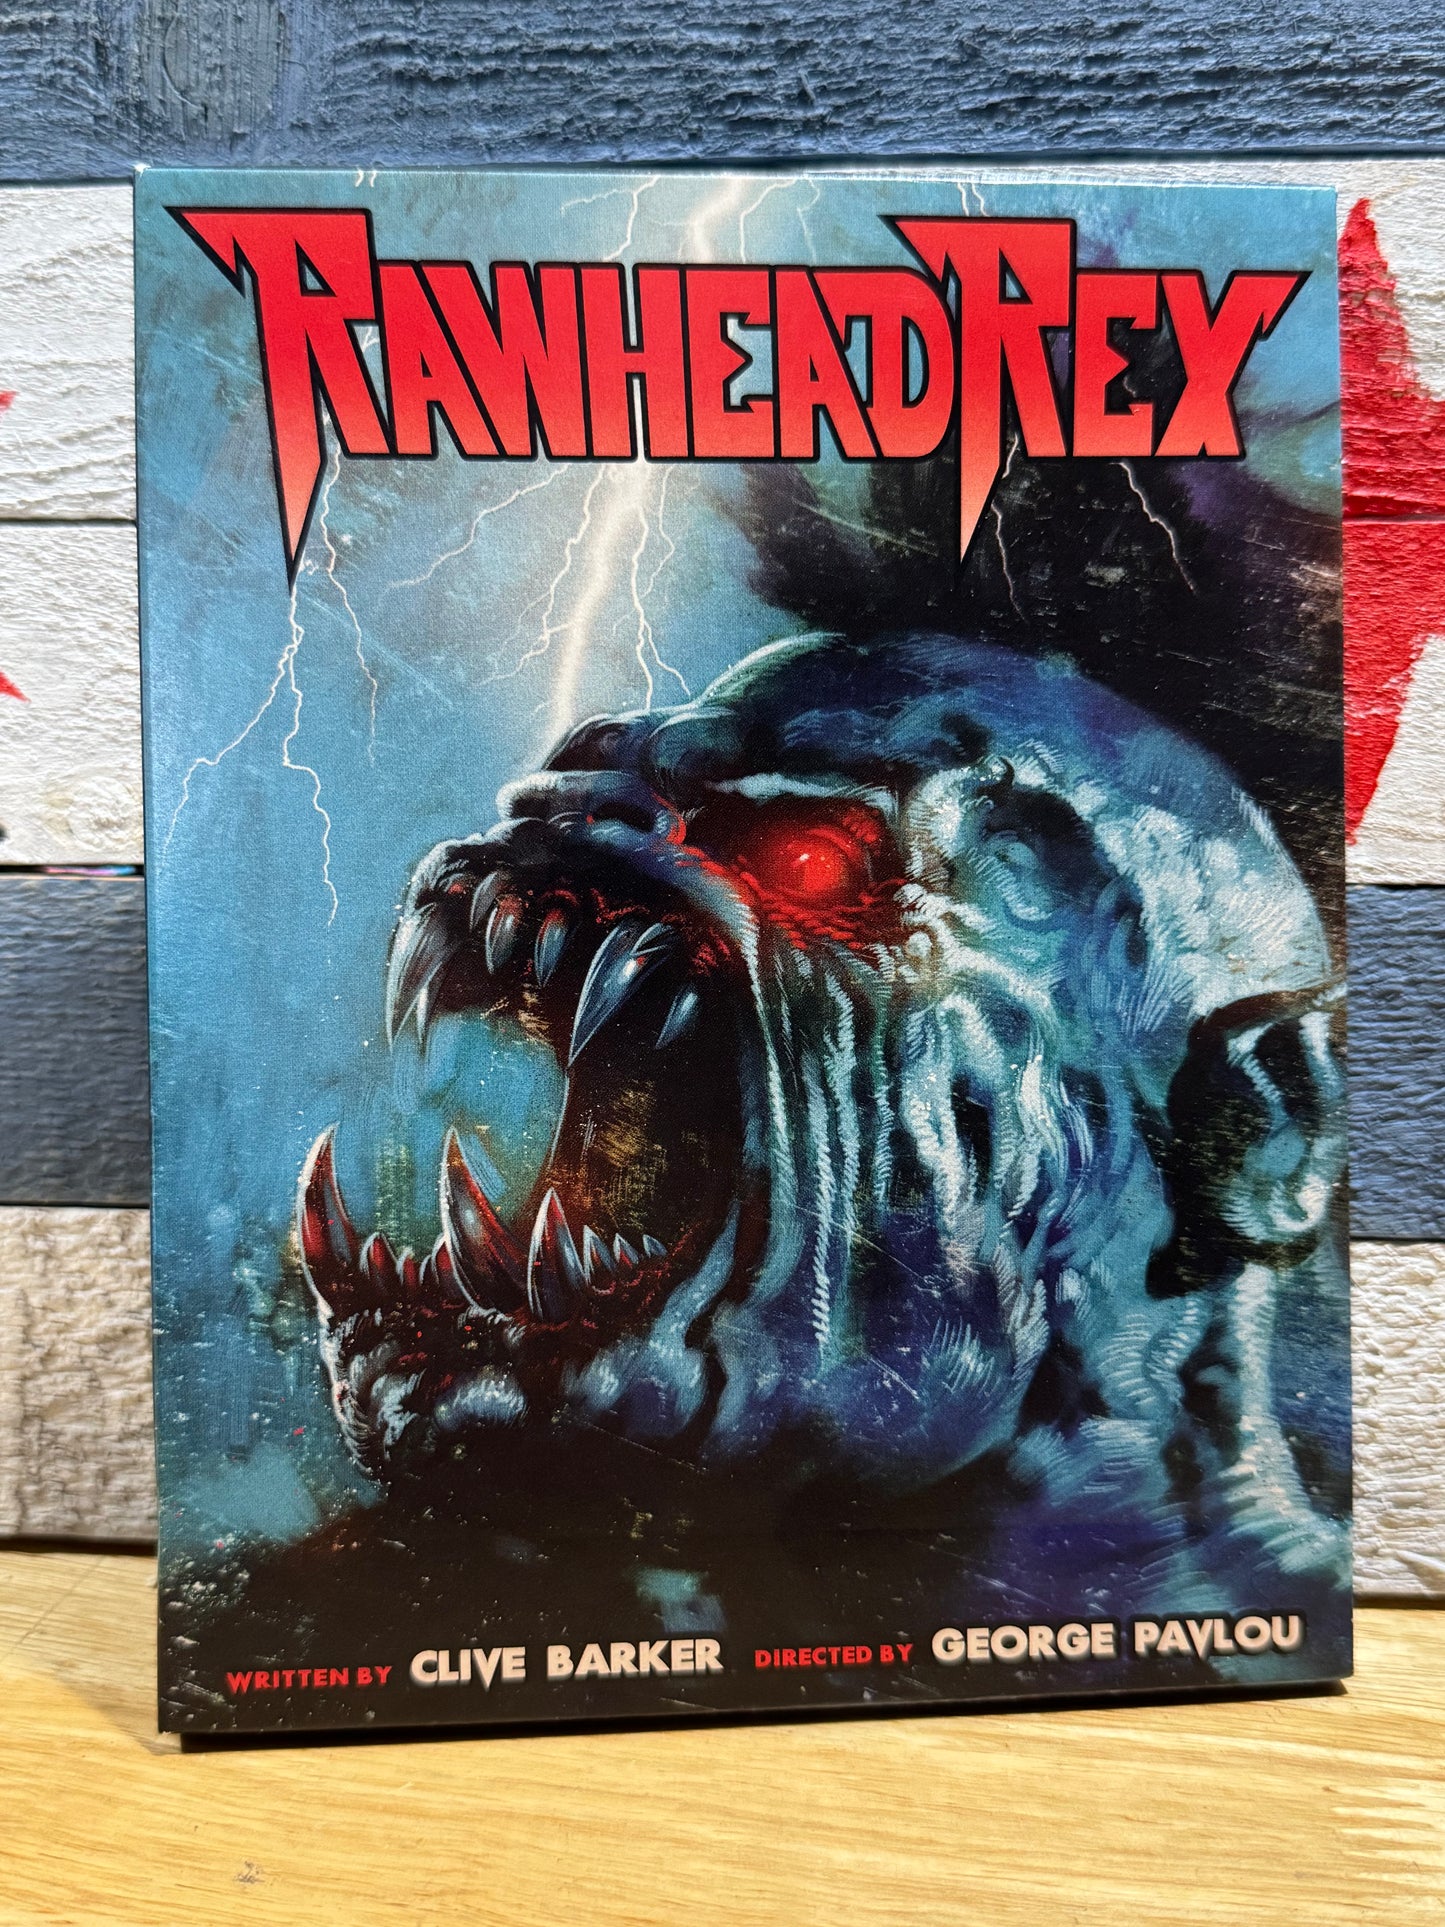 RAWHEAD REX
WRITTEN BY CLIVE BARKER DIRECTED BY GEORGE PAVLOU